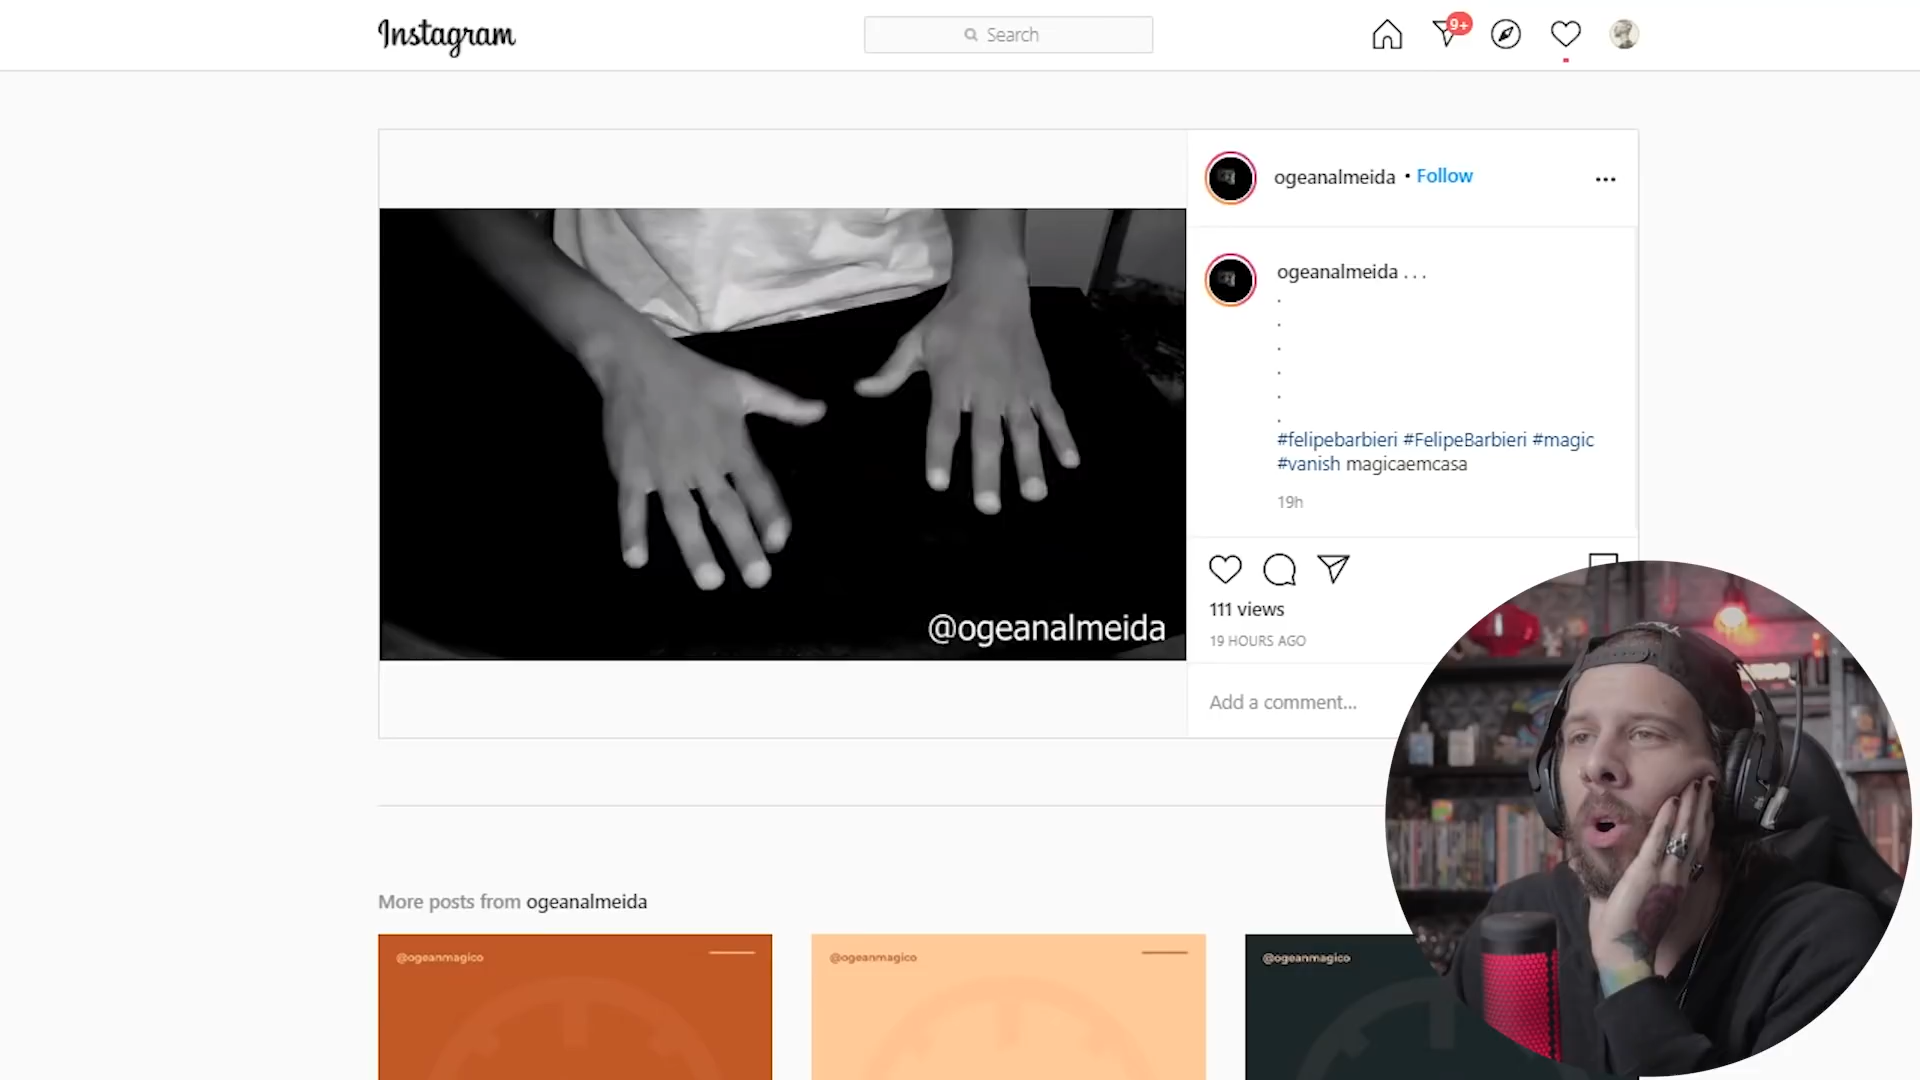 Instagram
Search
9+
ogeanalmeida • Follow
ogeanalmeida . . .
.
.
.
.
.
.
#felipebarbieri #FelipeBarbieri #magic
#vanish magicaemcasa
19h
@ogeanalmeida
111 views
19 HOURS AGO
Add a comment...
More posts from ogeanalmeida
@ogeanmagico
@ogeanmagico
@ogeanmagico